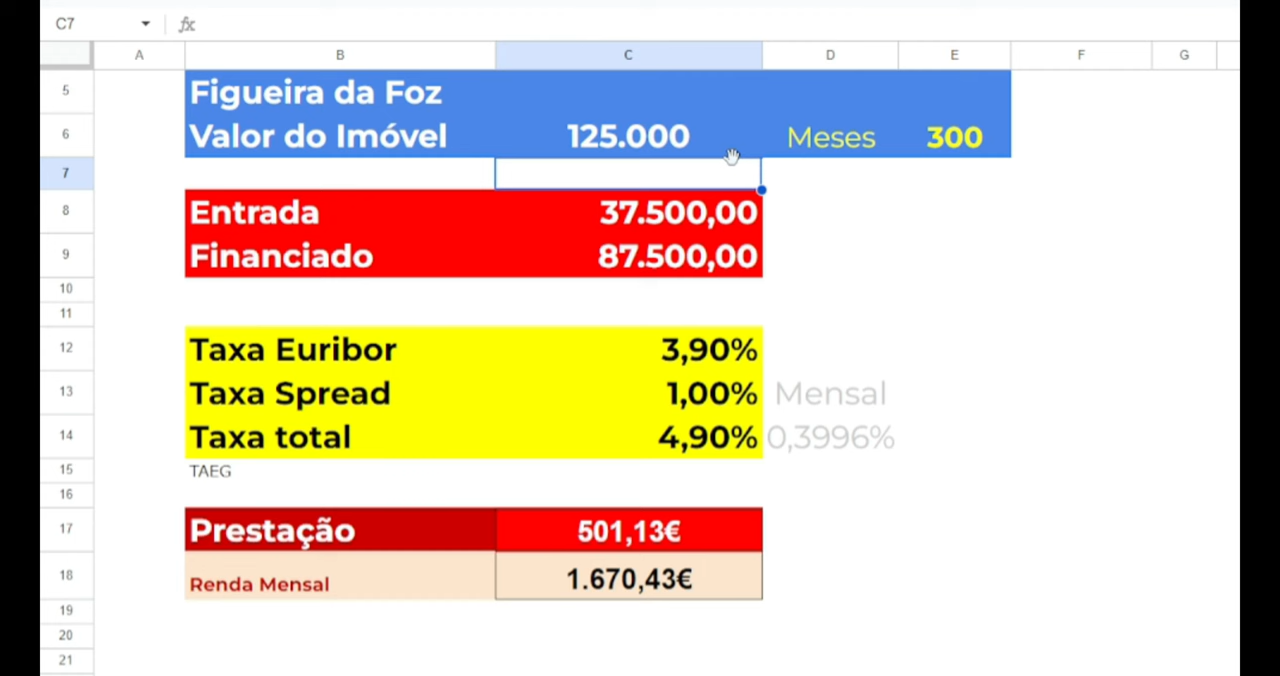 C7 fx
A B C D E F G
5 Figueira da Foz
6 Valor do Imóvel 125.000 Meses 300
7
8 Entrada 37.500,00
9 Financiado 87.500,00
10
11
12 Taxa Euribor 3,90%
13 Taxa Spread 1,00% Mensal
14 Taxa total 4,90% 0,3996%
15 TAEG
16
17 Prestação 501,13€
18 Renda Mensal 1.670,43€
19
20
21